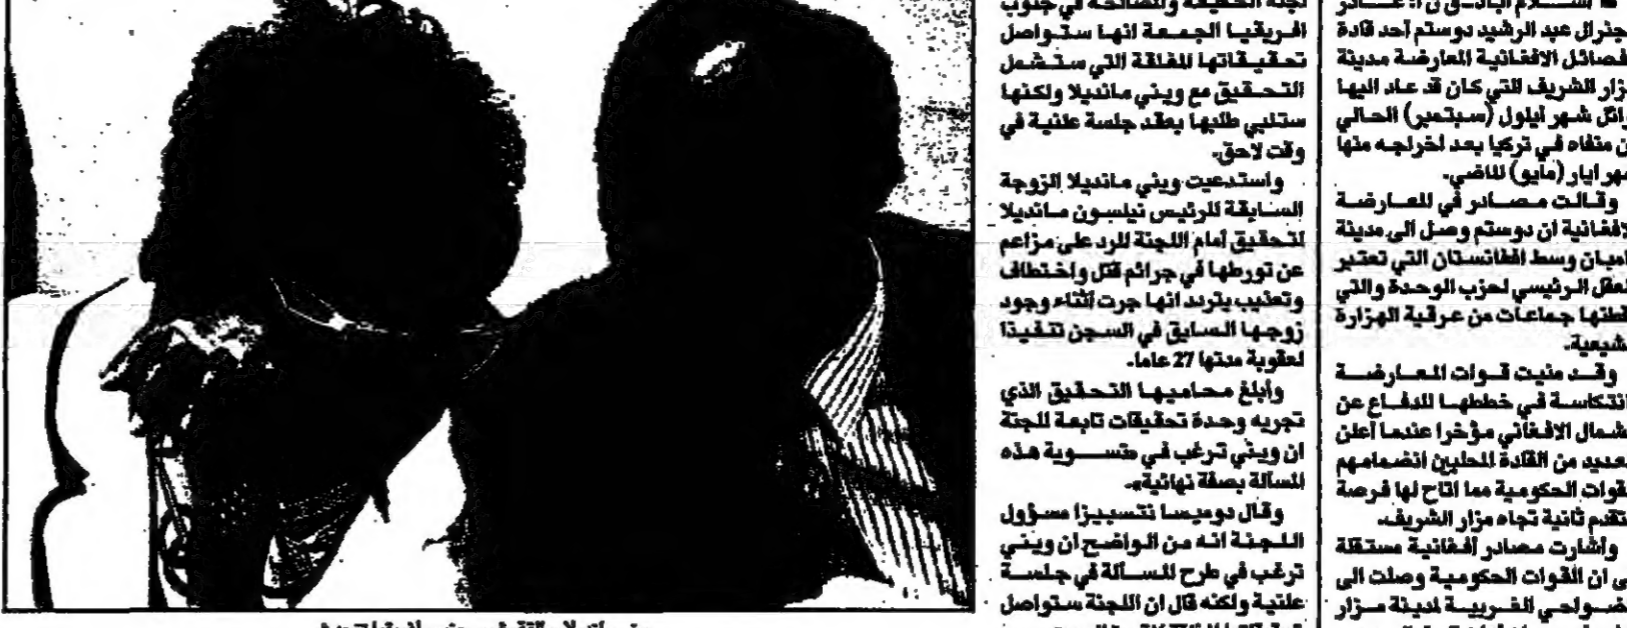 لجنة الحقيقة والمصالحة في جنوب
افريقيا الجمعة انها ستواصل
تحقيقاتها المغلقة التي ستشمل
التحقيق مع ويني مانديلا ولكنها
ستلبي طلبها بعقد جلسة علنية في
وقت لاحق.
واستدعيت ويني مانديلا الزوجة
السابقة للرئيس نيلسون مانديلا
لتحقيق أمام اللجنة للرد على مزاعم
عن تورطها في جرائم قتل واختطاف
وتعذيب يتردد انها جرت أثناء وجود
زوجها السابق في السجن تنفيذا
لعقوبة مدتها 27 عاما.
وأبلغ محاميها التحقيق الذي
تجريه وحدة تحقيقات تابعة للجنة
ان ويني ترغب في «تسوية هذه
المسألة بصفة نهائية».
وقال دوميسا نتسبيزا مسؤول
اللجنة انه من الواضح ان ويني
ترغب في طرح المسألة في جلسة
علنية ولكنه قال ان اللجنة ستواصل
جنرال عبد الرشيد دوستم أحد قادة
فصائل الافغانية المعارضة مدينة
زار الشريف التي كان قد عاد اليها
وائل شهر ايلول (سبتمبر) الحالي
ن منفاه في تركيا بعد اخراجه منها
هر ايار (مايو) الماضي.
وقالت مصادر في المعارضة
لافغانية ان دوستم وصل الى مدينة
اميان وسط افغانستان التي تعتبر
لعقل الرئيسي لحزب الوحدة والتي
قطنها جماعات من عرقية الهزارة
شيعية.
وقد منيت قوات المعارضة
انتكاسة في خططها للدفاع عن
شمال الافغاني مؤخرا عندما أعلن
عديد من القادة المحليين انضمامهم
قوات الحكومية مما اتاح لها فرصة
تقدم ثانية تجاه مزار الشريف.
وأشارت مصادر أفغانية مستقلة
ى ان القوات الحكومية وصلت الى
ضواحي الغربية لمدينة مزار